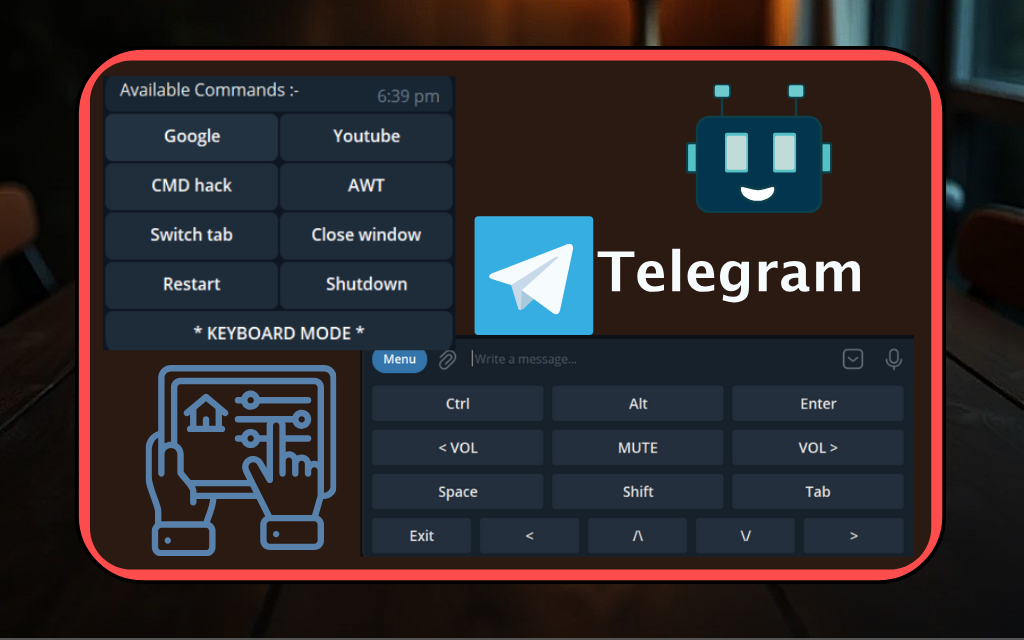 Available Commands :-
6:39 pm
Google Youtube
CMD hack AWT
Switch tab Close window
Restart Shutdown
* KEYBOARD MODE *
Telegram
Menu Write a message...
Ctrl Alt Enter
< VOL MUTE VOL >
Space Shift Tab
Exit < /\ \/ >